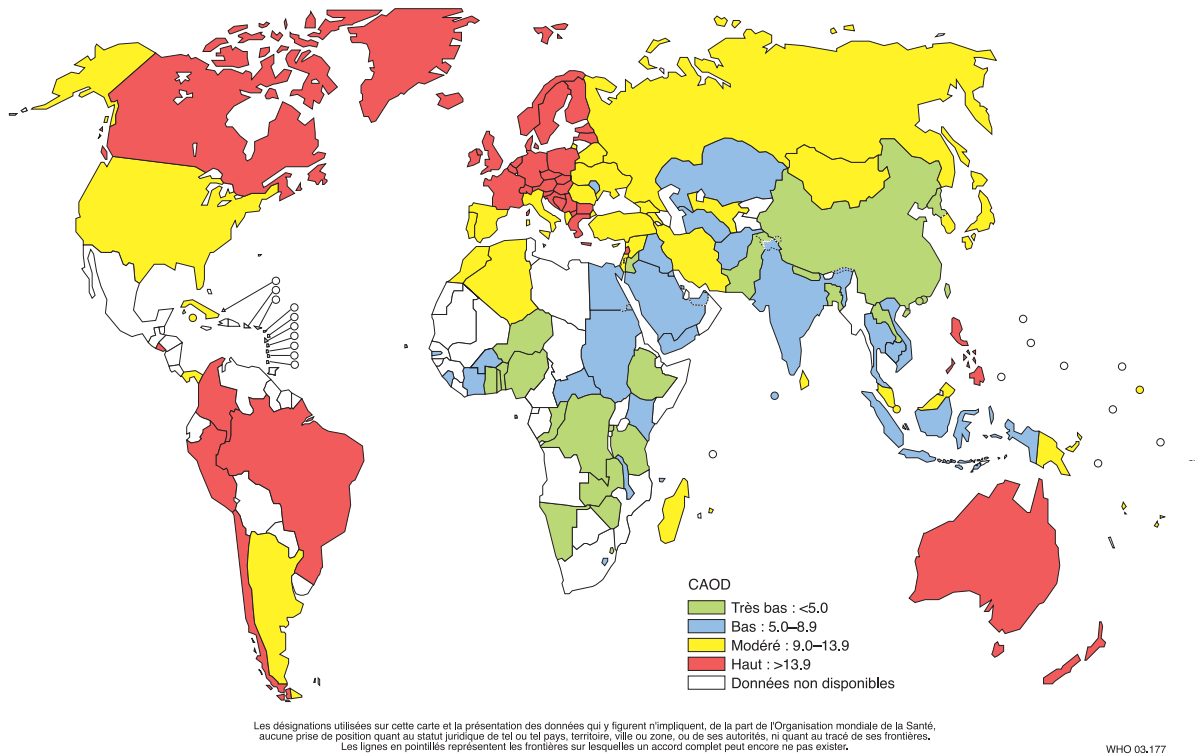 CAOD
Très bas : <5.0
Bas : 5.0–8.9
Modéré : 9.0–13.9
Haut : >13.9
Données non disponibles
Les désignations utilisées sur cette carte et la présentation des données qui y figurent n'impliquent, de la part de l'Organisation mondiale de la Santé,
aucune prise de position quant au statut juridique de tel ou tel pays, territoire, ville ou zone, ou de ses autorités, ni quant au tracé de ses frontières.
Les lignes en pointillés représentent les frontières sur lesquelles un accord complet peut encore ne pas exister.
WHO 03.177